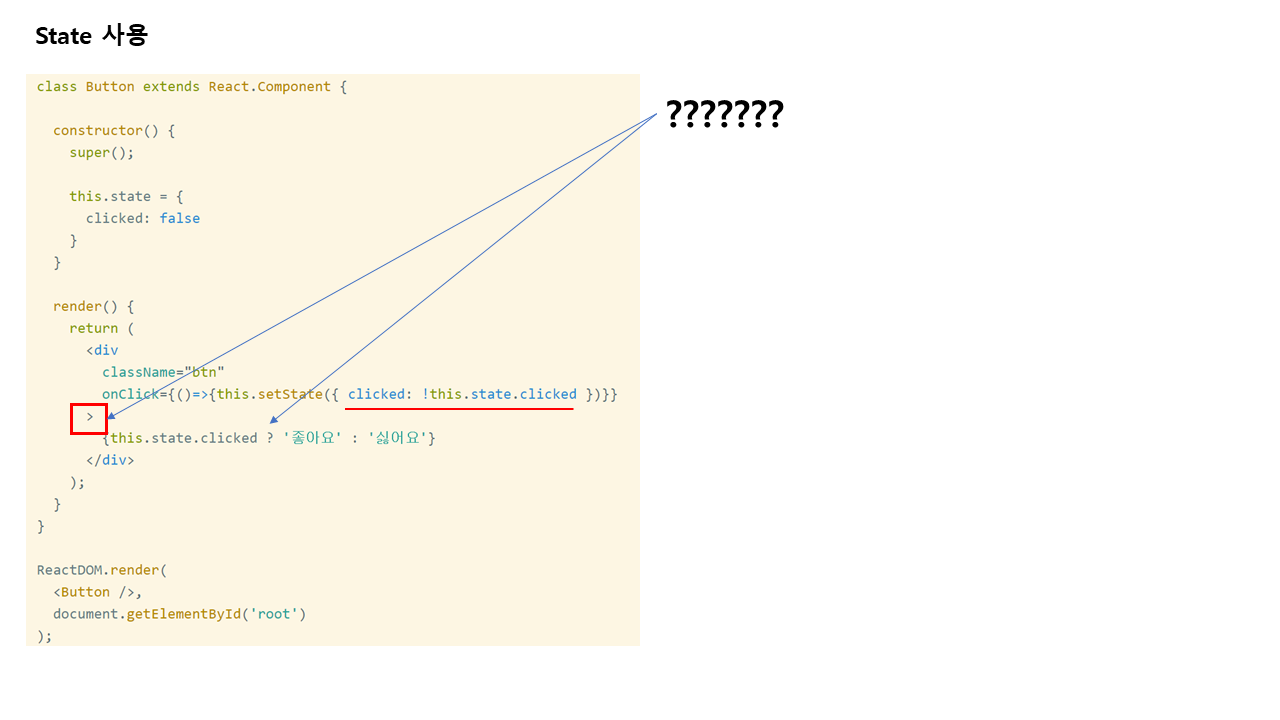 State 사용
class Button extends React.Component {
???????
constructor() {
super();
this.state = {
clicked: false
}
}
render() {
return (
<div
className="btn"
onClick={()=>{this.setState({ clicked: !this.state.clicked })}}
>
{this.state.clicked ? '좋아요' : '싫어요'}
</div>
);
}
}
ReactDOM.render(
<Button />,
document.getElementById('root')
);